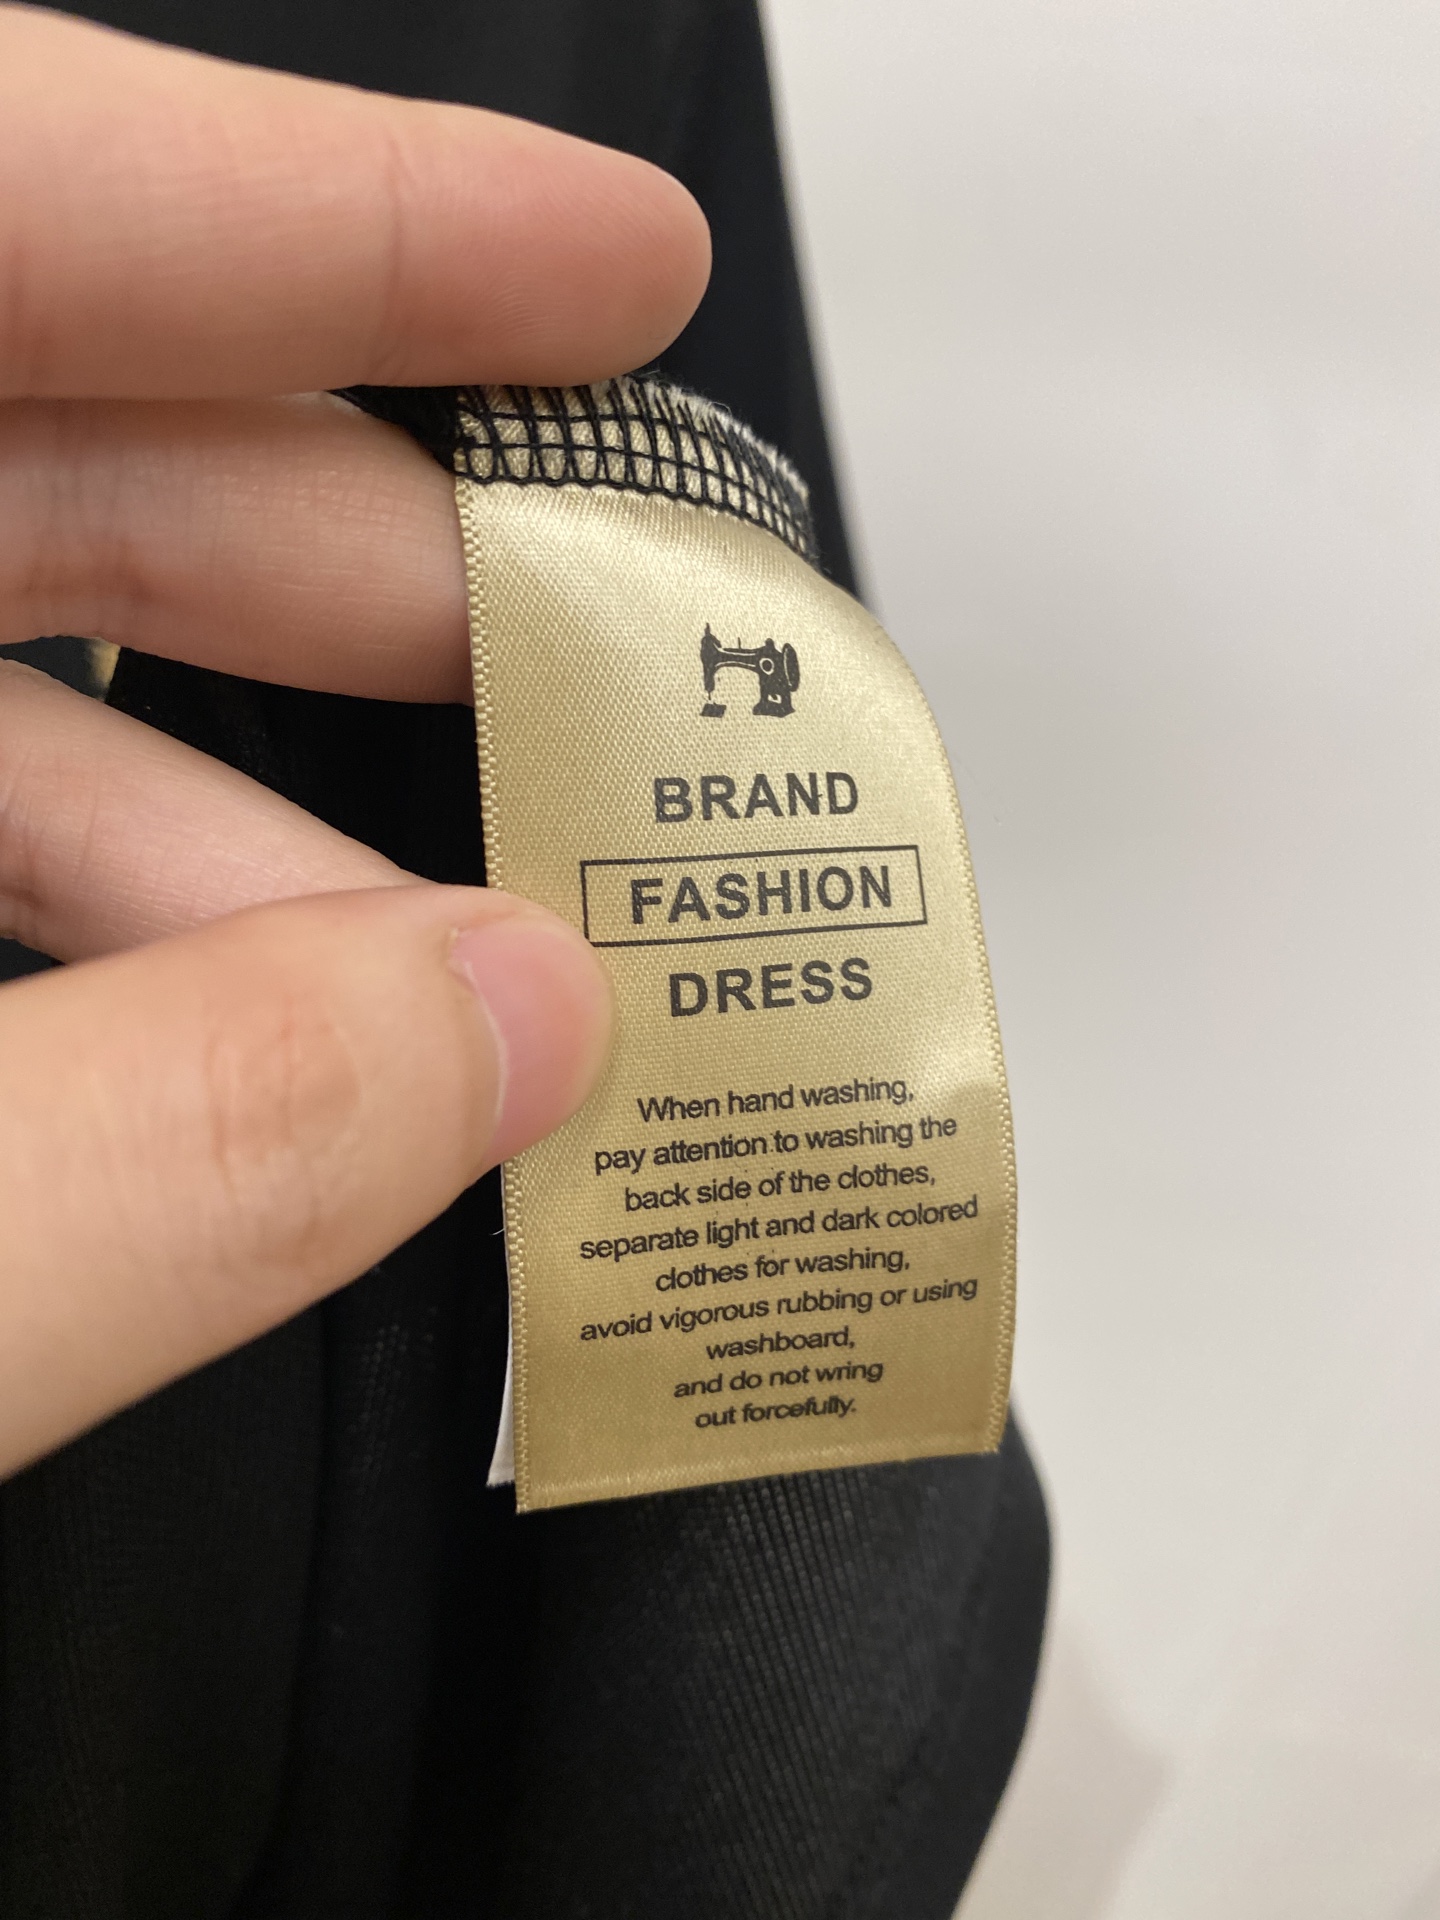 BRAND
FASHION
DRESS
When hand washing,
pay attention to washing the
back side of the clothes,
separate light and dark colored
clothes for washing,
avoid vigorous rubbing or using
washboard,
and do not wring
out forcefully.